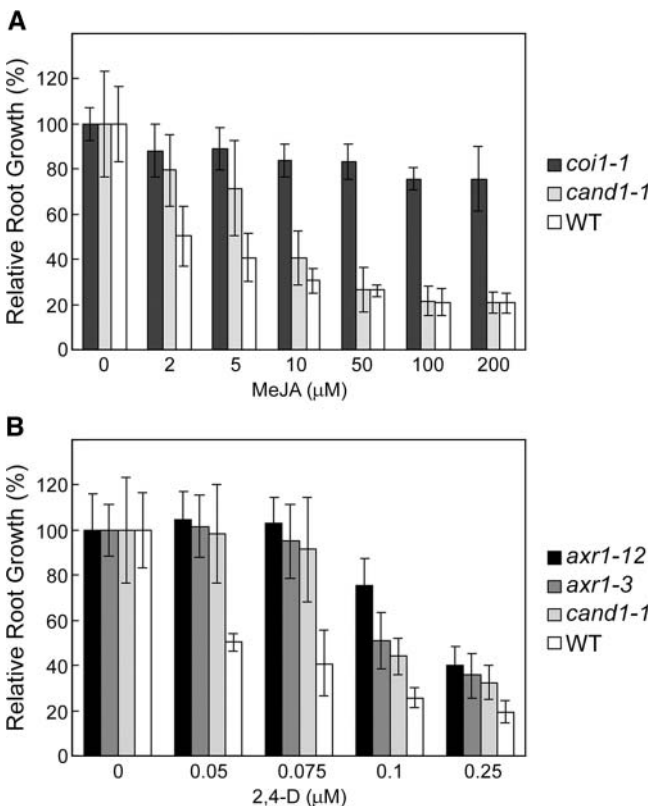 A
Relative Root Growth (%)
120
100
80
60
40
20
0
0 2 5 10 50 100 200
MeJA (μM)
coi1-1
cand1-1
WT
B
Relative Root Growth (%)
120
100
80
60
40
20
0
0 0.05 0.075 0.1 0.25
2,4-D (μM)
axr1-12
axr1-3
cand1-1
WT